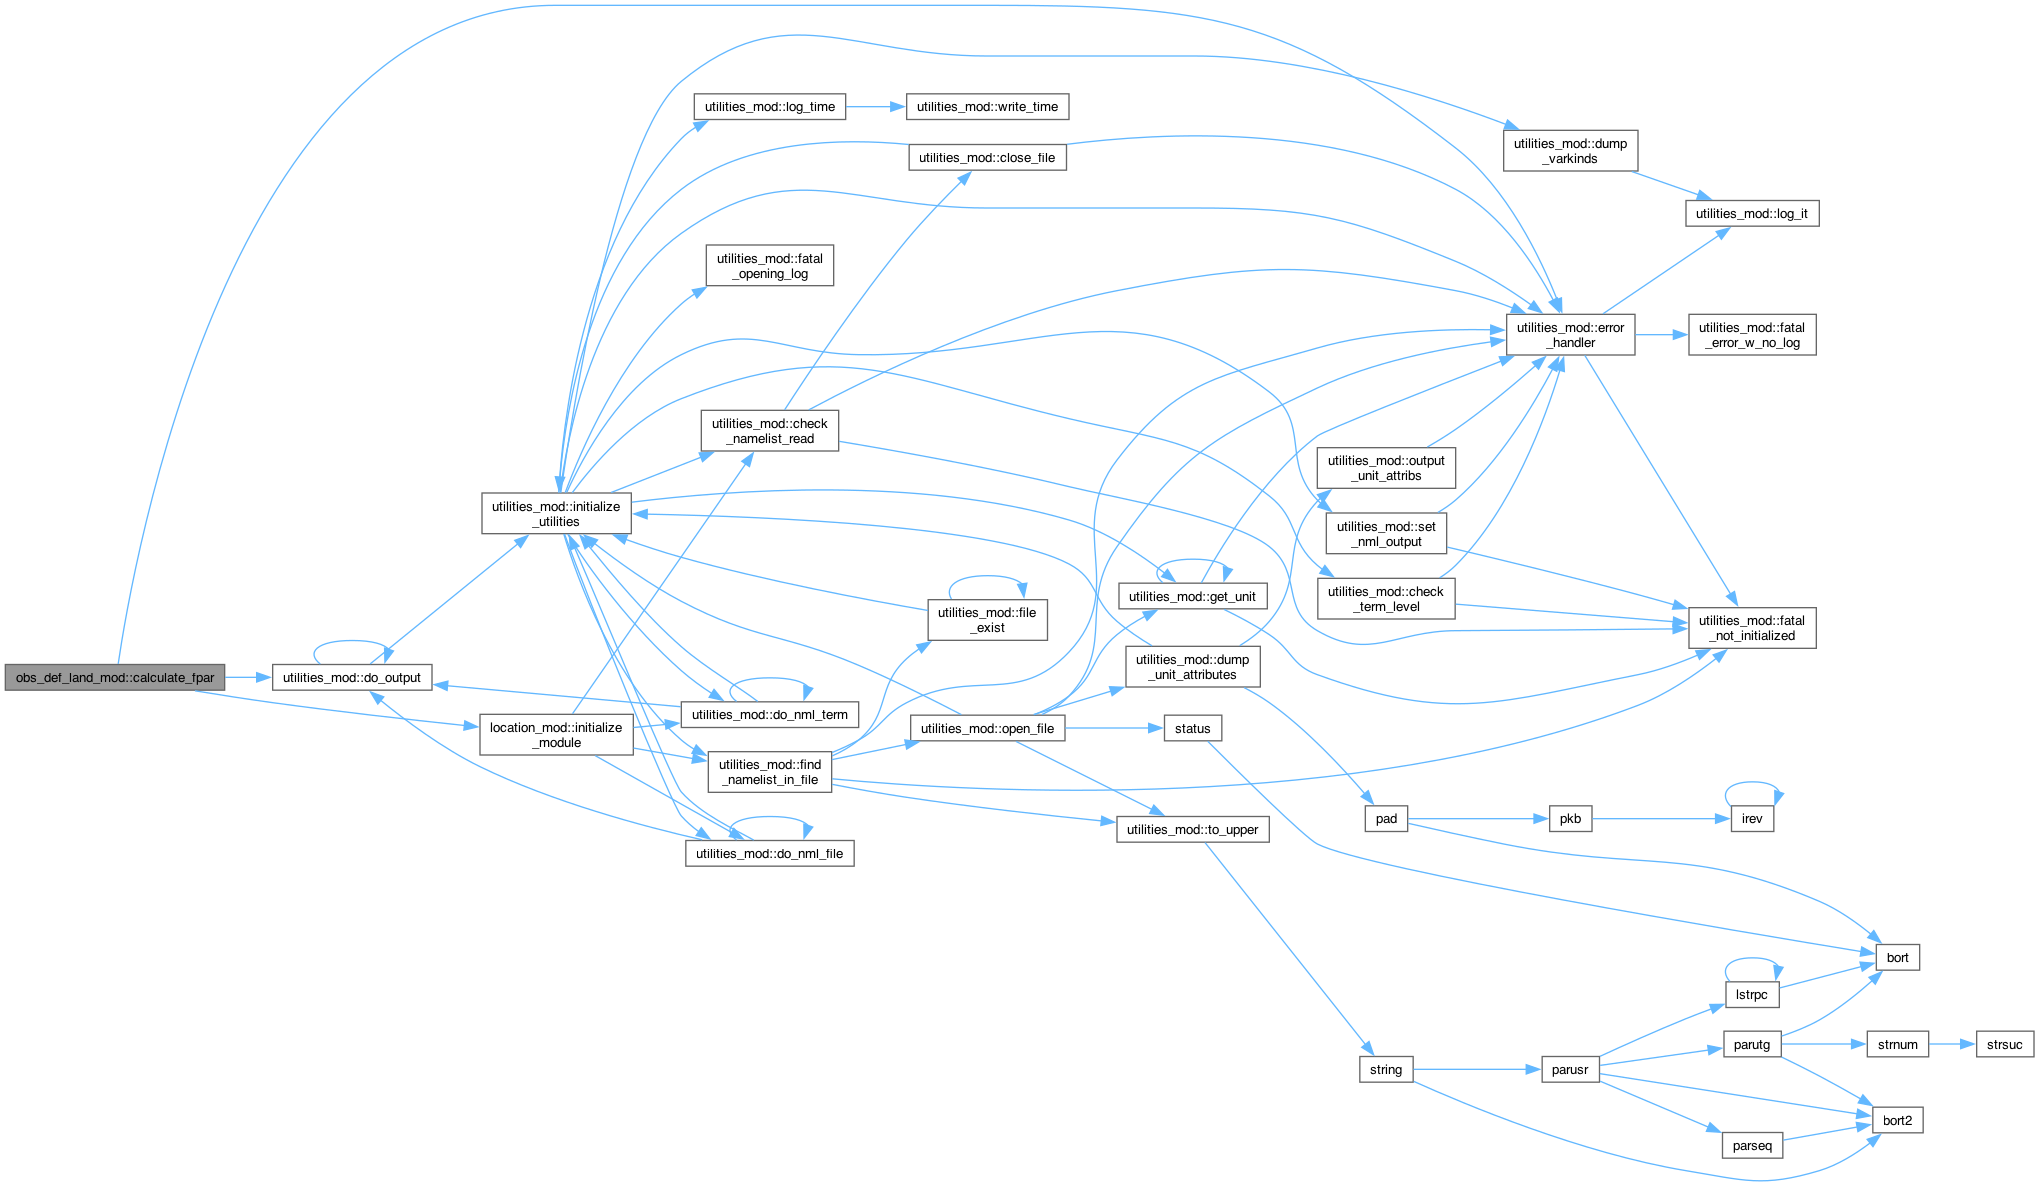 utilities_mod::log_time
utilities_mod::write_time
utilities_mod::dump
_varkinds
utilities_mod::close_file
utilities_mod::log_it
utilities_mod::fatal
_opening_log
utilities_mod::error
_handler
utilities_mod::fatal
_error_w_no_log
utilities_mod::check
_namelist_read
utilities_mod::output
_unit_attribs
utilities_mod::initialize
_utilities
utilities_mod::set
_nml_output
utilities_mod::get_unit
utilities_mod::check
_term_level
utilities_mod::file
_exist
utilities_mod::fatal
_not_initialized
obs_def_land_mod::calculate_fpar
utilities_mod::do_output
utilities_mod::dump
_unit_attributes
utilities_mod::do_nml_term
location_mod::initialize
_module
utilities_mod::open_file
status
utilities_mod::find
_namelist_in_file
pad
pkb
irev
utilities_mod::to_upper
utilities_mod::do_nml_file
bort
lstrpc
parutg
strnum
strsuc
string
parusr
bort2
parseq